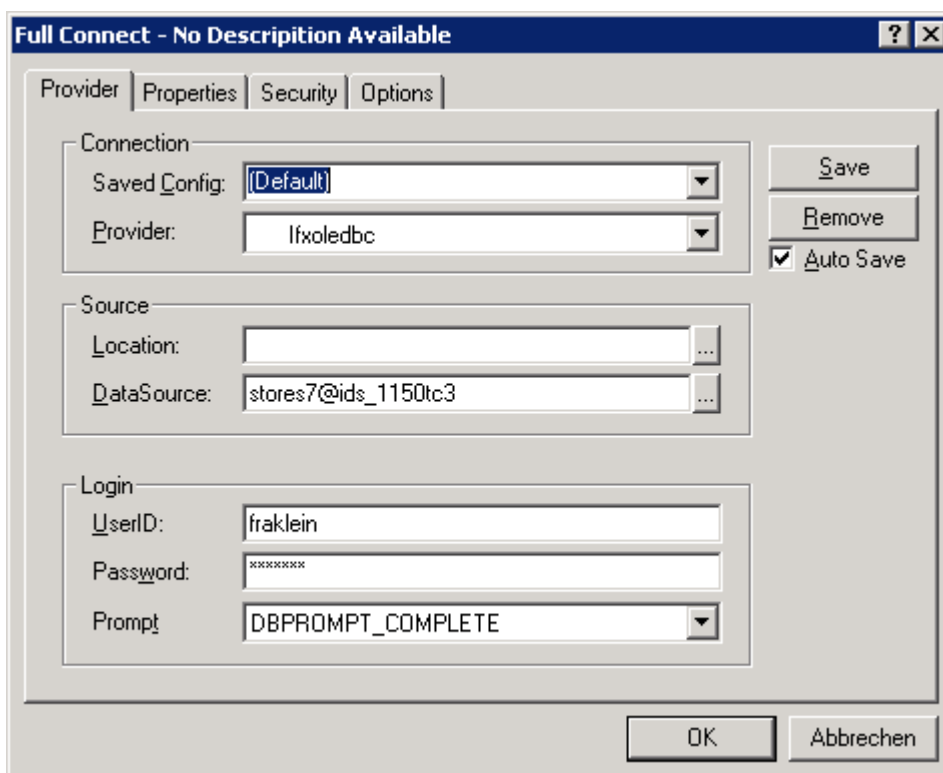 Full Connect - No Descripition Available
Provider Properties Security Options
Connection
Saved Config: (Default)
Provider: Ifxoledbc
Save
Remove
Auto Save
Source
Location: ...
DataSource: stores7@ids_1150tc3 ...
Login
UserID: fraklein
Password: *******
Prompt DBPROMPT_COMPLETE
OK Abbrechen